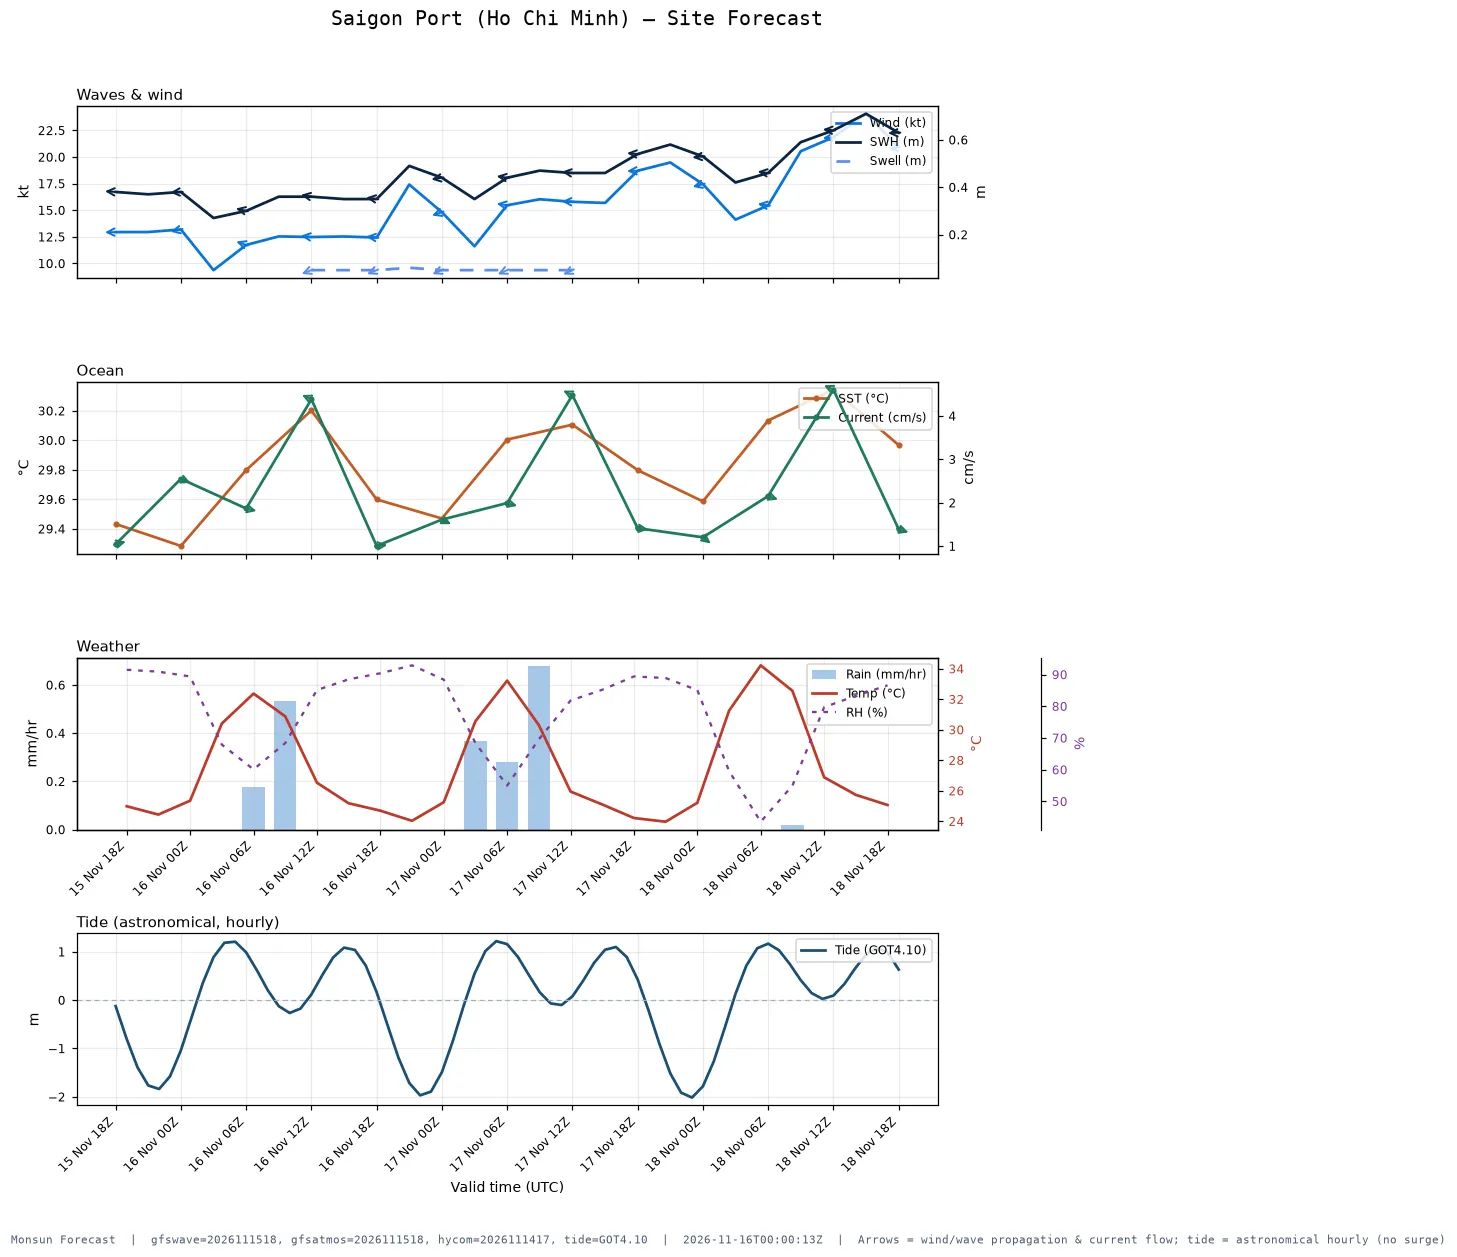 Saigon Port (Ho Chi Minh) — Site Forecast
Waves & wind
22.5
20.0
17.5
15.0
12.5
10.0
kt
0.6
0.4
0.2
m
Wind (kt)
SWH (m)
Swell (m)
Ocean
30.2
30.0
29.8
29.6
29.4
°C
4
3
2
1
cm/s
SST (°C)
Current (cm/s)
Weather
0.6
0.4
0.2
0.0
mm/hr
34
32
30
28
26
24
°C
90
80
70
60
50
%
Rain (mm/hr)
Temp (°C)
RH (%)
15 Nov 18Z
16 Nov 00Z
16 Nov 06Z
16 Nov 12Z
16 Nov 18Z
17 Nov 00Z
17 Nov 06Z
17 Nov 12Z
17 Nov 18Z
18 Nov 00Z
18 Nov 06Z
18 Nov 12Z
18 Nov 18Z
Tide (astronomical, hourly)
1
0
−1
−2
m
Tide (GOT4.10)
15 Nov 18Z
16 Nov 00Z
16 Nov 06Z
16 Nov 12Z
16 Nov 18Z
17 Nov 00Z
17 Nov 06Z
17 Nov 12Z
17 Nov 18Z
18 Nov 00Z
18 Nov 06Z
18 Nov 12Z
18 Nov 18Z
Valid time (UTC)
Monsun Forecast | gfswave=2026111518, gfsatmos=2026111518, hycom=2026111417, tide=GOT4.10 | 2026-11-16T00:00:13Z | Arrows = wind/wave propagation & current flow; tide = astronomical hourly (no surge)